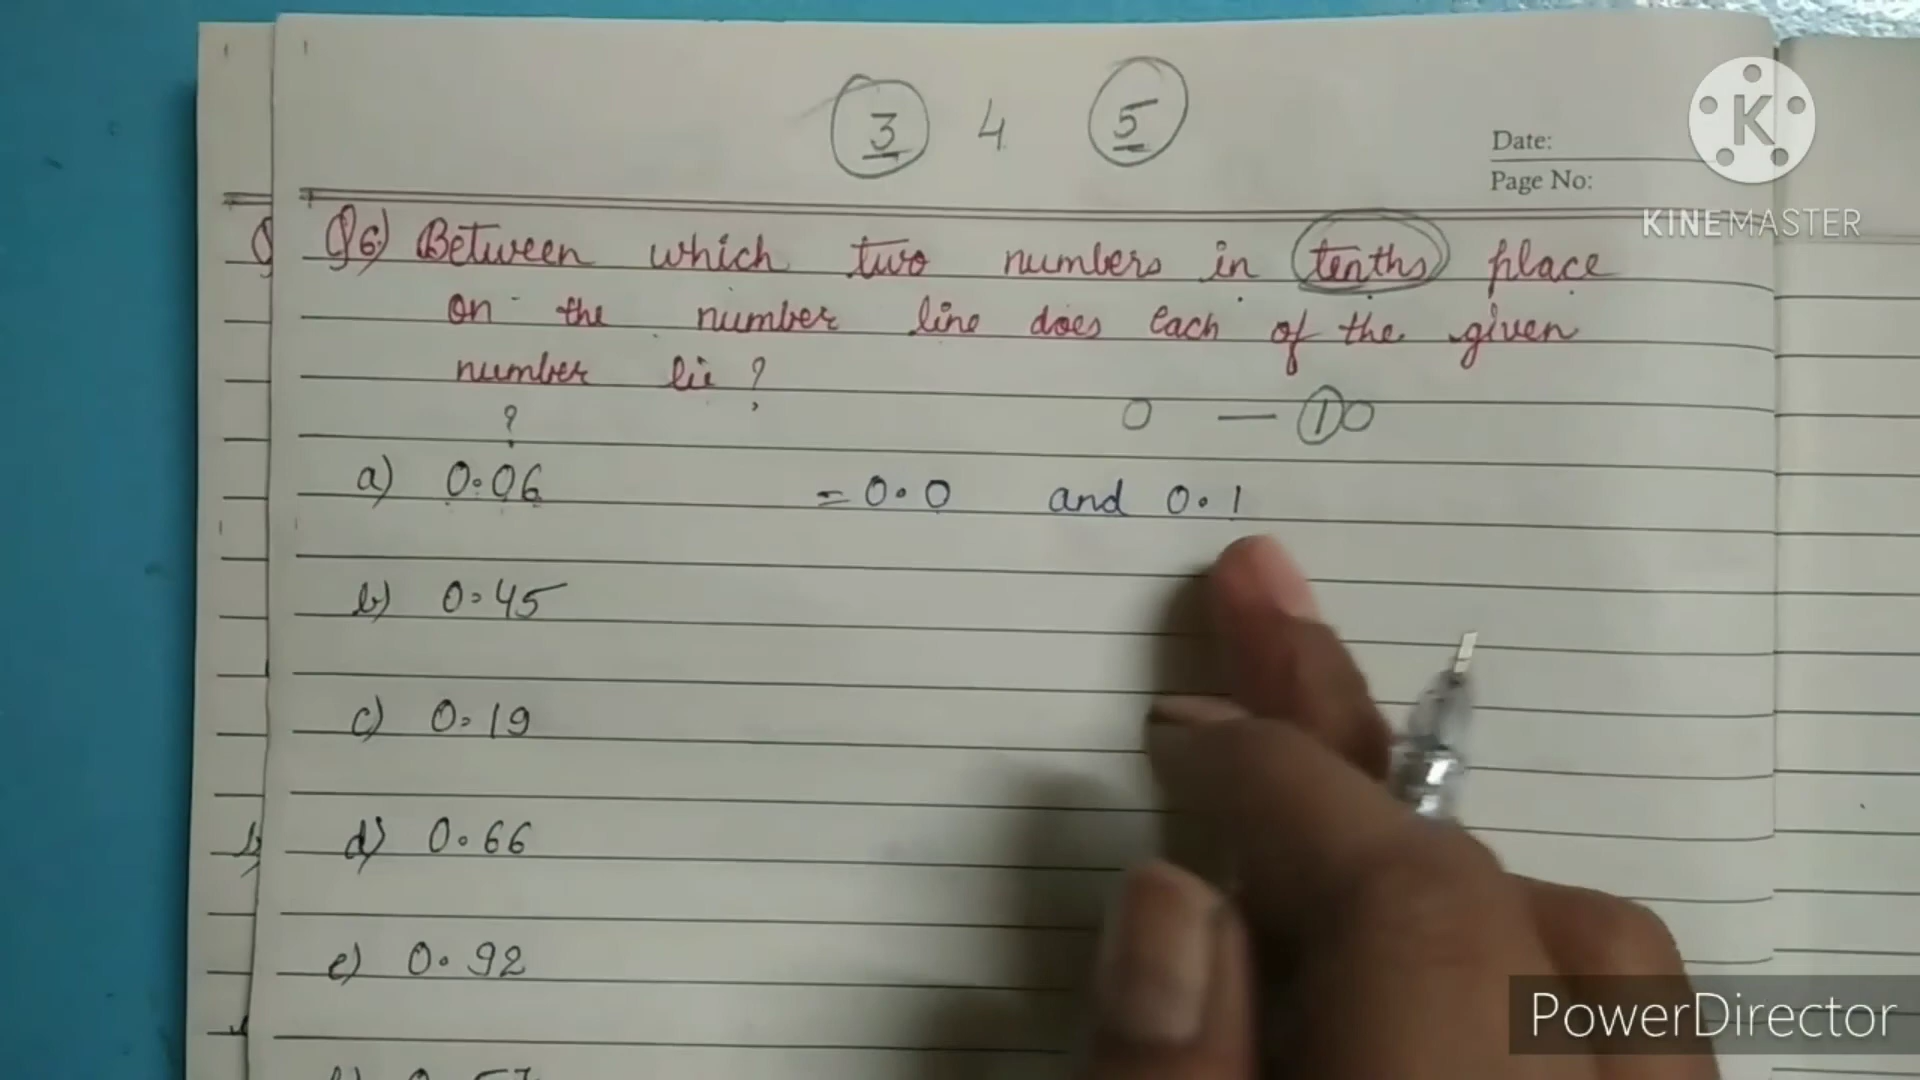 3 4 5
Date:
Page No:
K
KINEMASTER
Q6) Between which two numbers in tenths place
on the number line does each of the given
number lie ?
? 0 — 10
a) 0.06 = 0.0 and 0.1
b) 0.45
c) 0.19
d) 0.66
e) 0.92
PowerDirector